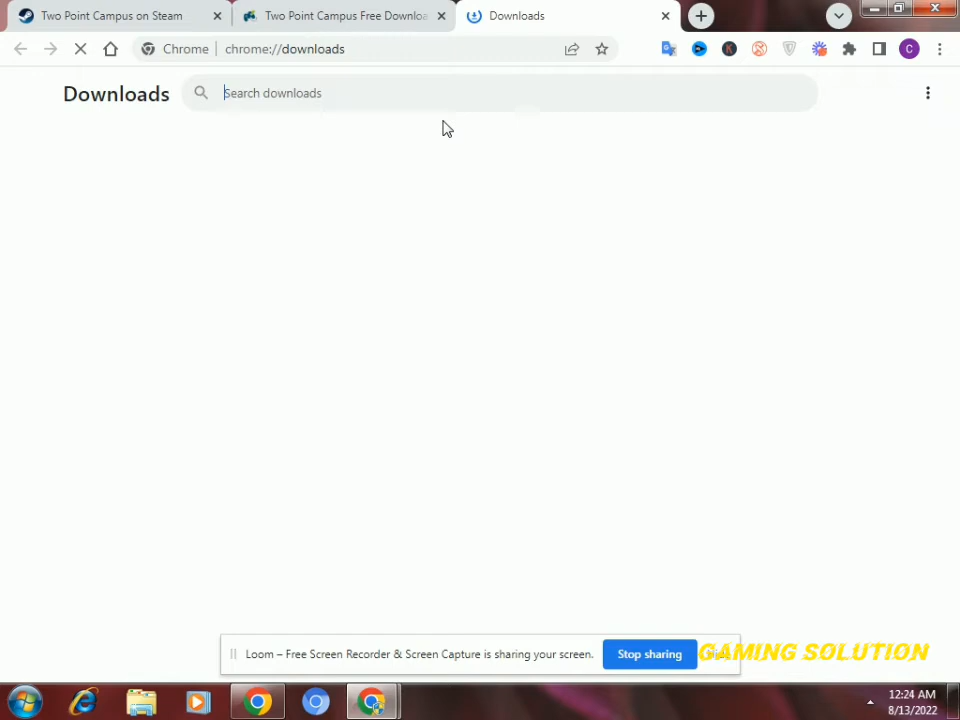 Two Point Campus on Steam
Two Point Campus Free Downloa
Downloads
Chrome
chrome://downloads
C
Downloads
Search downloads
Loom – Free Screen Recorder & Screen Capture is sharing your screen.
Stop sharing
GAMING SOLUTION
12:24 AM
8/13/2022